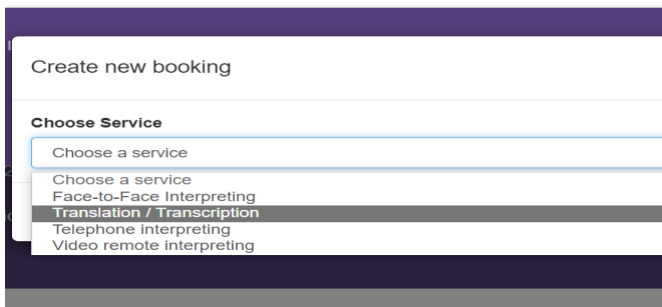 Create new booking
Choose Service
Choose a service
Choose a service
Face-to-Face Interpreting
Translation / Transcription
Telephone interpreting
Video remote interpreting